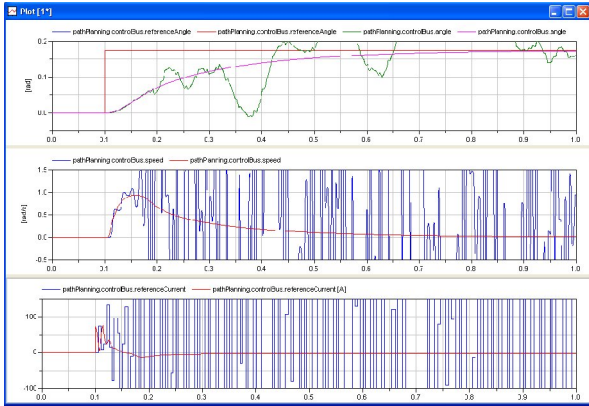 Plot [1*]
pathPlanning.controlBus.referenceAngle pathPlanning.controlBus.referenceAngle pathPlanning.controlBus.angle pathPlanning.controlBus.angle
0.2
0.1
0.0
[rad]
0.0 0.1 0.2 0.3 0.4 0.5 0.6 0.7 0.8 0.9 1.0
pathPlanning.controlBus.speed pathPlanning.controlBus.speed
1.5
1.0
0.5
0.0
-0.5
[rad/s]
0.0 0.1 0.2 0.3 0.4 0.5 0.6 0.7 0.8 0.9 1.0
pathPlanning.controlBus.referenceCurrent pathPlanning.controlBus.referenceCurrent [A]
100
0
-100
0.0 0.1 0.2 0.3 0.4 0.5 0.6 0.7 0.8 0.9 1.0